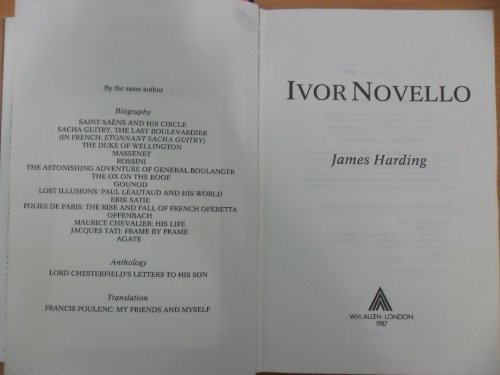 By the same author
Biography
SAINT-SAËNS AND HIS CIRCLE
SACHA GUITRY, THE LAST BOULEVARDIER
(IN FRENCH: ETONNANT SACHA GUITRY)
THE DUKE OF WELLINGTON
MASSENET
ROSSINI
THE ASTONISHING ADVENTURE OF GENERAL BOULANGER
THE OX ON THE ROOF
GOUNOD
LOST ILLUSIONS: PAUL LÉAUTAUD AND HIS WORLD
ERIK SATIE
FOLIES DE PARIS: THE RISE AND FALL OF FRENCH OPERETTA
OFFENBACH
MAURICE CHEVALIER: HIS LIFE
JACQUES TATI: FRAME BY FRAME
AGATE
Anthology
LORD CHESTERFIELD'S LETTERS TO HIS SON
Translation
FRANCIS POULENC: MY FRIENDS AND MYSELF
IVOR NOVELLO
James Harding
W.H. ALLEN · LONDON
1987